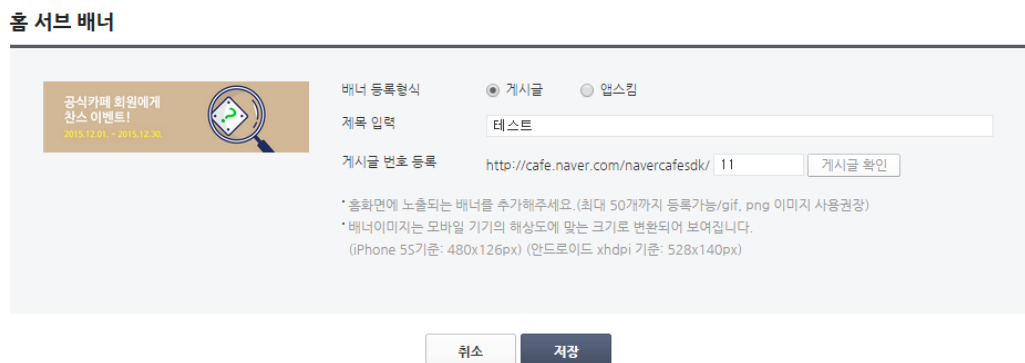 홈 서브 배너
공식카페 회원에게
찬스 이벤트!
2015.12.01. ~ 2015.12.30.
배너 등록형식 게시글 앱스킴
제목 입력 테스트
게시글 번호 등록 http://cafe.naver.com/navercafesdk/ 11 게시글 확인
• 홈화면에 노출되는 배너를 추가해주세요.(최대 50개까지 등록가능/gif, png 이미지 사용권장)
• 배너이미지는 모바일 기기의 해상도에 맞는 크기로 변환되어 보여집니다.
(iPhone 5S기준: 480x126px) (안드로이드 xhdpi 기준: 528x140px)
취소 저장